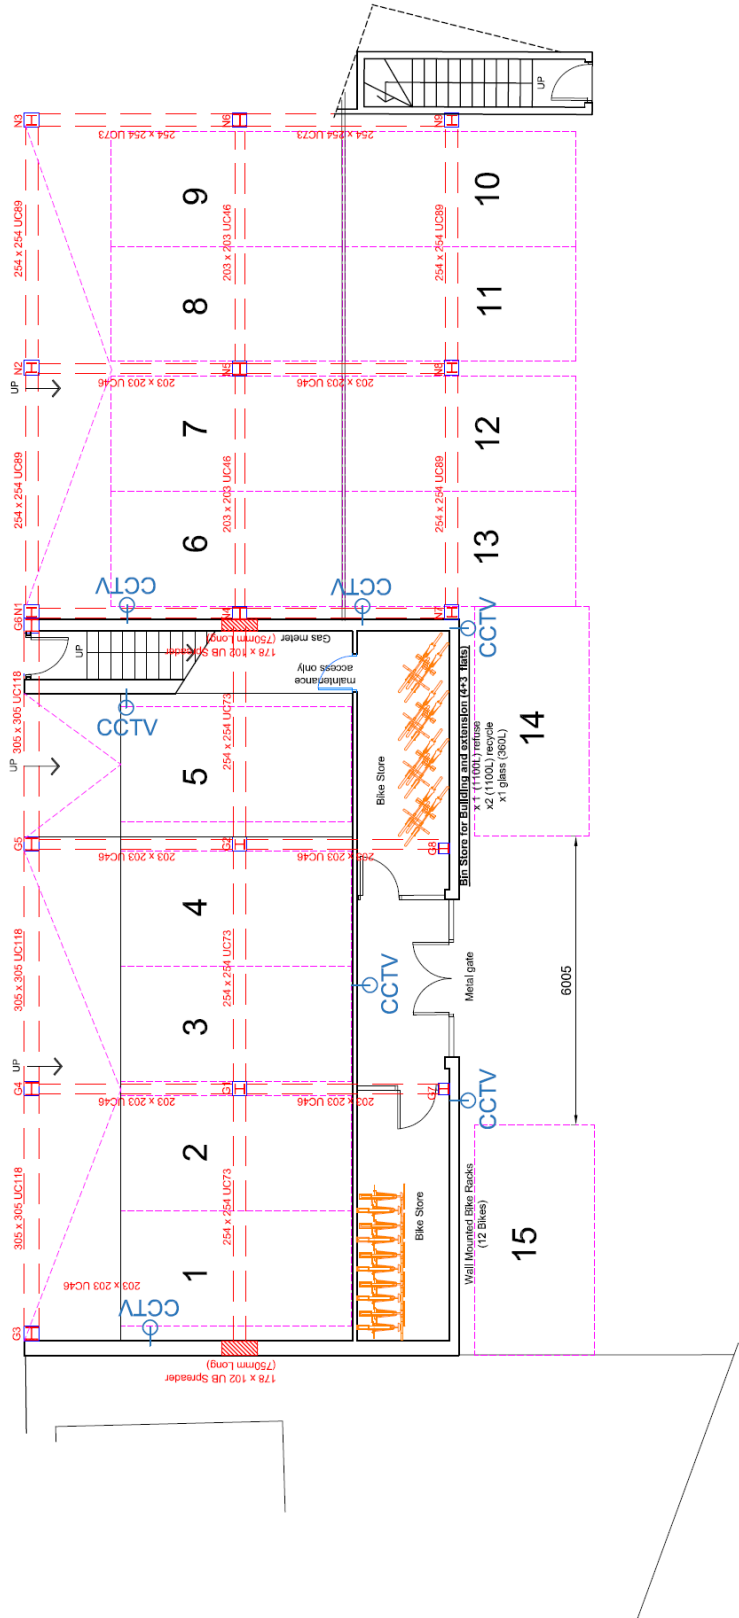 UP
UP
UP
G3
305 x 305 UC118
G4
305 x 305 UC118
G5
305 x 305 UC118
G6
N1
254 x 254 UC89
N2
254 x 254 UC89
N3
UP
203 x 203 UC46
203 x 203 UC46
203 x 203 UC46
203 x 203 UC46
254 x 254 UC73
CCTV
CCTV
CCTV
1
2
3
4
5
6
7
8
9
178 x 102 UB Spreader
(750mm Long)
178 x 102 UB Spreader
(750mm Long)
254 x 254 UC73
G1
254 x 254 UC73
G2
254 x 254 UC73
N4
203 x 203 UC46
N5
203 x 203 UC46
N6
Gas meter
maintenance
access only
203 x 203 UC46
203 x 203 UC46
254 x 254 UC73
CCTV
CCTV
Bike Store
Bike Store
G7
G8
N7
254 x 254 UC89
N8
254 x 254 UC89
N9
UP
Metal gate
Wall Mounted Bike Racks
(12 Bikes)
Bin Store for Building and extension (4+3 flats)
x 1 (1100L) refuse
x2 (1100L) recycle
x1 glass (360L)
CCTV
CCTV
10
11
12
13
14
15
6005